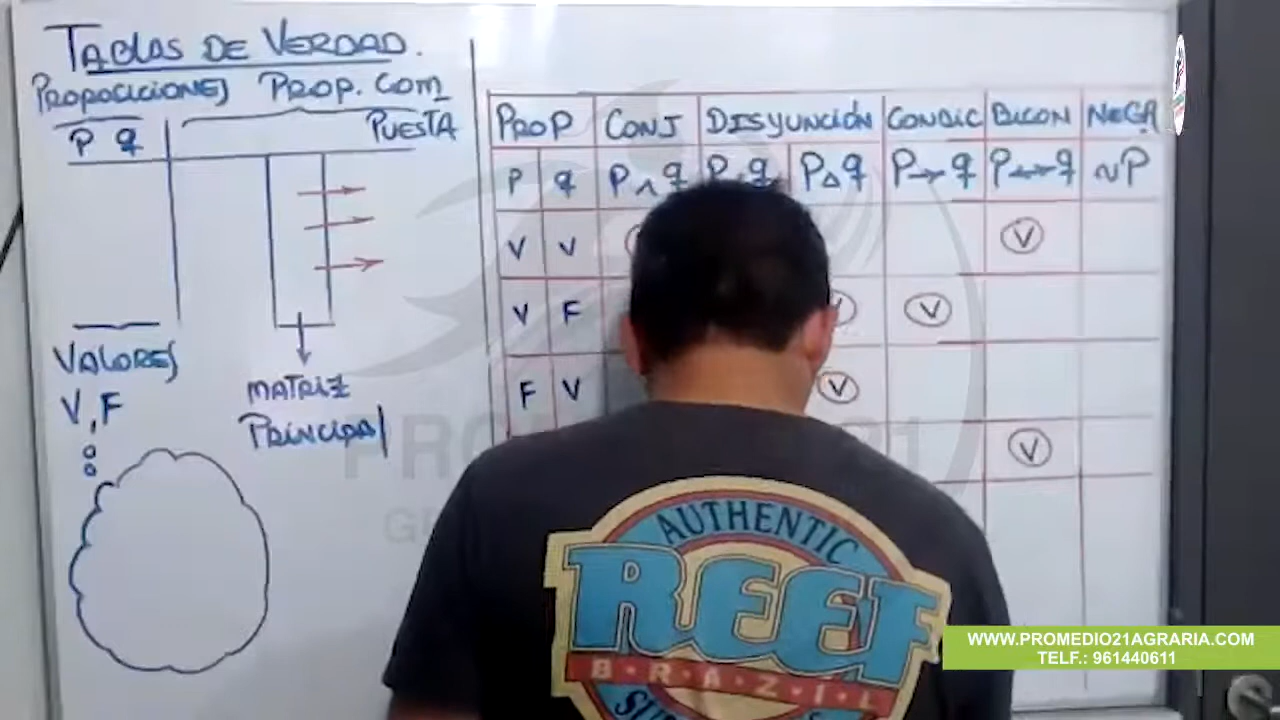 TABLAS DE VERDAD.
PROPOCICIONES PROP. COM
PUESTA
P q
VALORES
V, F
MATRIZ
PRINCIPAL
PROP CONJ DISYUNCIÓN CONDIC BICON NEGA
P q P ∧ q P q P Δ q P → q P ↔ q ~P
V V V
V F V V
F V V
V
AUTHENTIC
REEF
BRAZIL
WWW.PROMEDIO21AGRARIA.COM
TELF.: 961440611